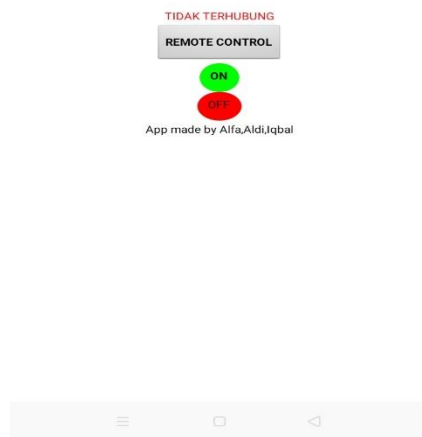 TIDAK TERHUBUNG
REMOTE CONTROL
ON
OFF
App made by Alfa,Aldi,Iqbal